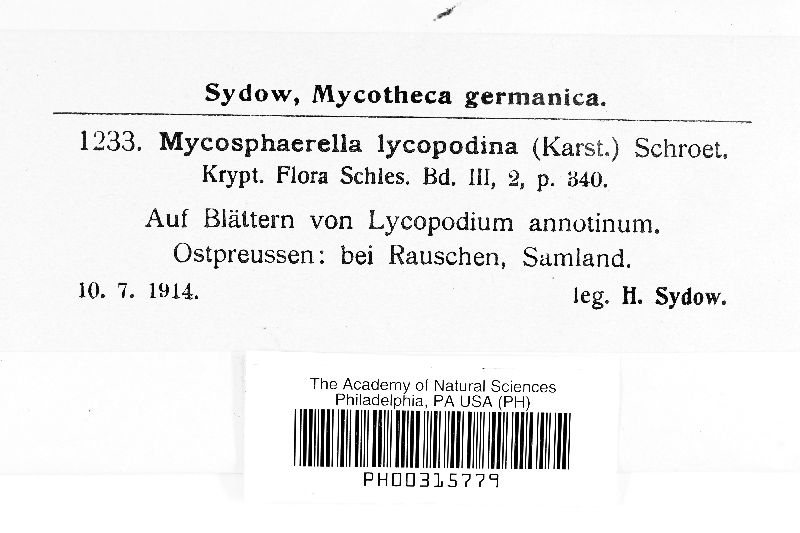 Sydow, Mycotheca germanica.
1233. Mycosphaerella lycopodina (Karst.) Schroet.
Krypt. Flora Schles. Bd. III, 2, p. 340.
Auf Blättern von Lycopodium annotinum.
Ostpreussen: bei Rauschen, Samland.
10. 7. 1914. leg. H. Sydow.
The Academy of Natural Sciences
Philadelphia, PA USA (PH)
PH00315779